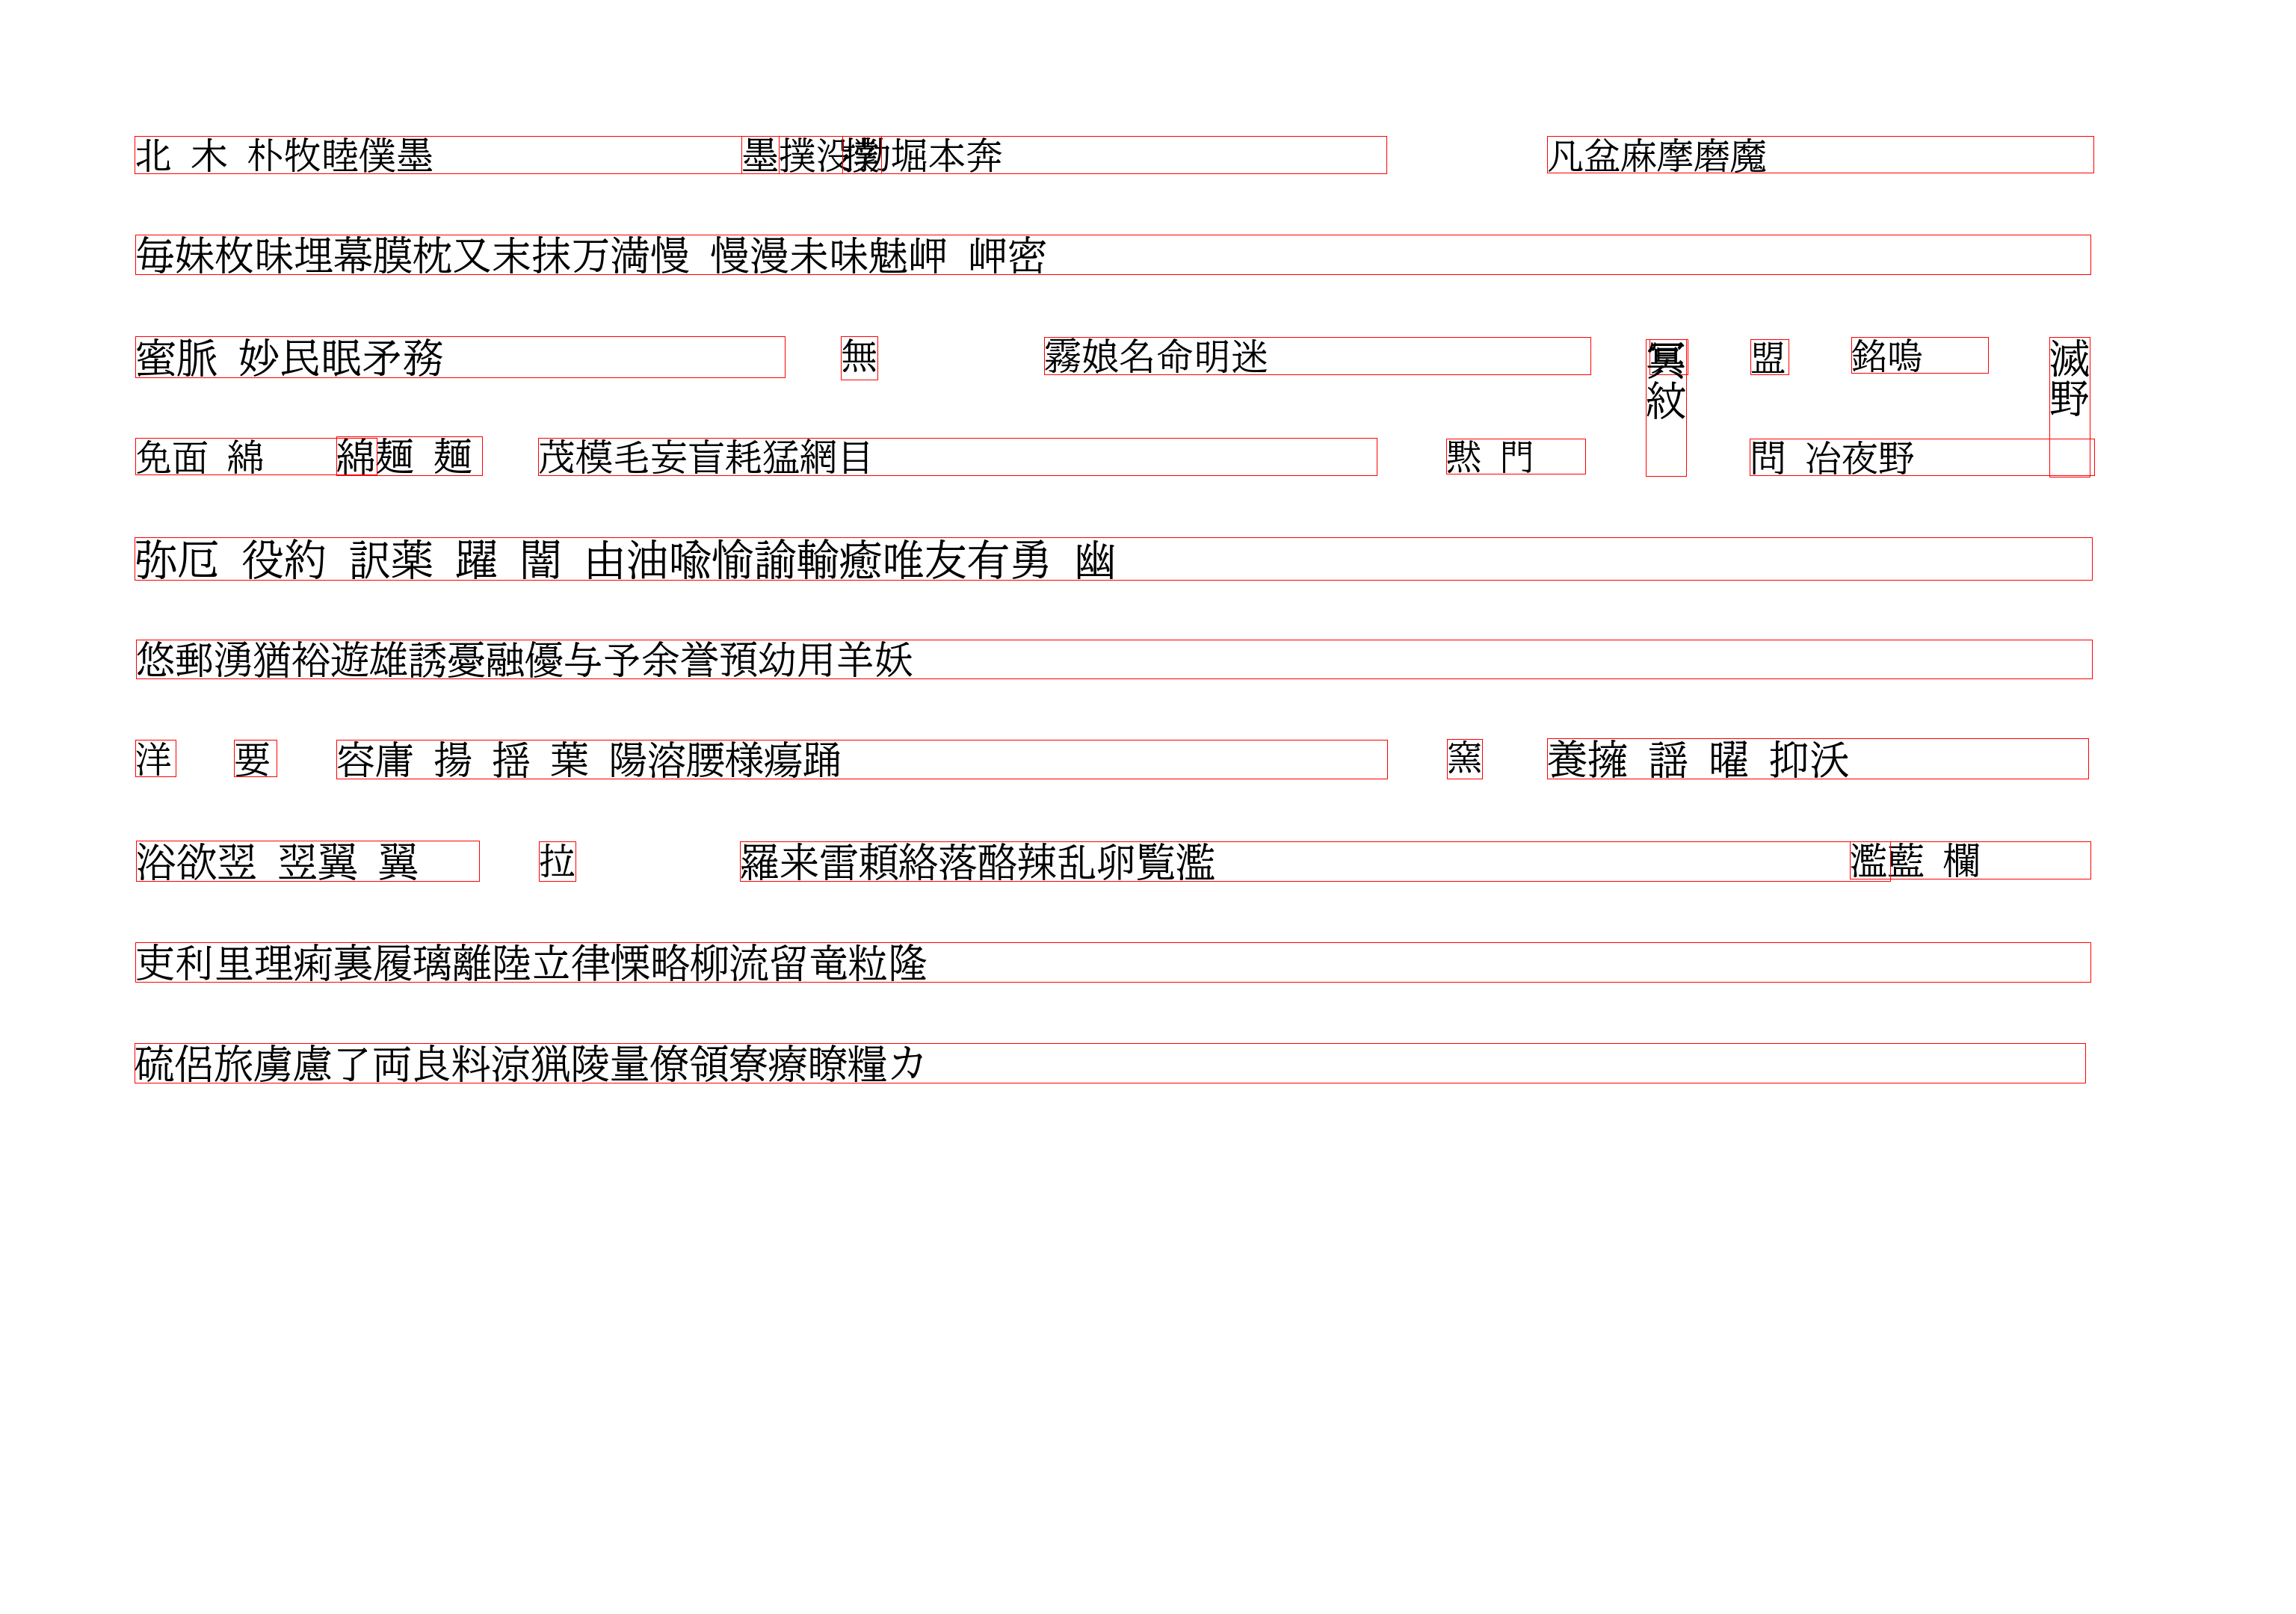 北 木 朴牧睦僕墨 墨撲没撲勃堀本奔 凡盆麻摩磨魔
毎妹枚昧埋幕膜枕又末抹万満慢 慢漫未味魅岬 岬密
蜜脈 妙民眠矛務 無 霧娘名命明迷 冥紋 盟 銘鳴 滅野
免面 綿 綿麺 麺 茂模毛妄盲耗猛網目 黙 門 問 冶夜野
弥厄 役約 訳薬 躍 闇 由油喩愉諭輸癒唯友有勇 幽
悠郵湧猶裕遊雄誘憂融優与予余誉預幼用羊妖
洋 要 容庸 揚 揺 葉 陽溶腰様瘍踊 窯 養擁 謡 曜 抑沃
浴欲翌 翌翼 翼 拉 羅来雷頼絡落酪辣乱卵覧濫 濫藍 欄
吏利里理痢裏履璃離陸立律慄略柳流留竜粒隆
硫侶旅虜慮了両良料涼猟陵量僚領寮療瞭糧力